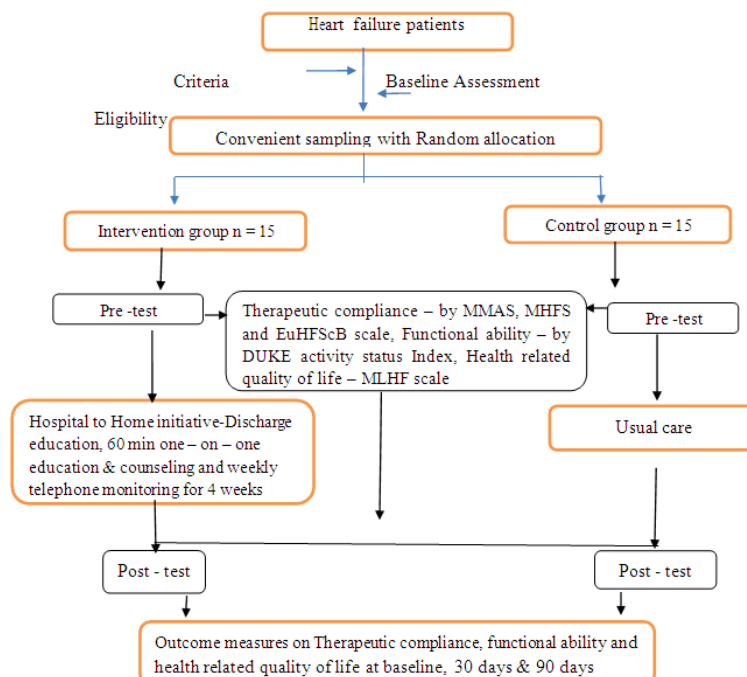 Heart failure patients
Criteria
Baseline Assessment
Eligibility
Convenient sampling with Random allocation
Intervention group n = 15
Control group n = 15
Pre -test
Therapeutic compliance – by MMAS, MHFS
and EuHFScB scale, Functional ability – by
DUKE activity status Index, Health related
quality of life – MLHF scale
Pre -test
Hospital to Home initiative-Discharge
education, 60 min one – on – one
education & counseling and weekly
telephone monitoring for 4 weeks
Usual care
Post - test
Post - test
Outcome measures on Therapeutic compliance, functional ability and
health related quality of life at baseline, 30 days & 90 days